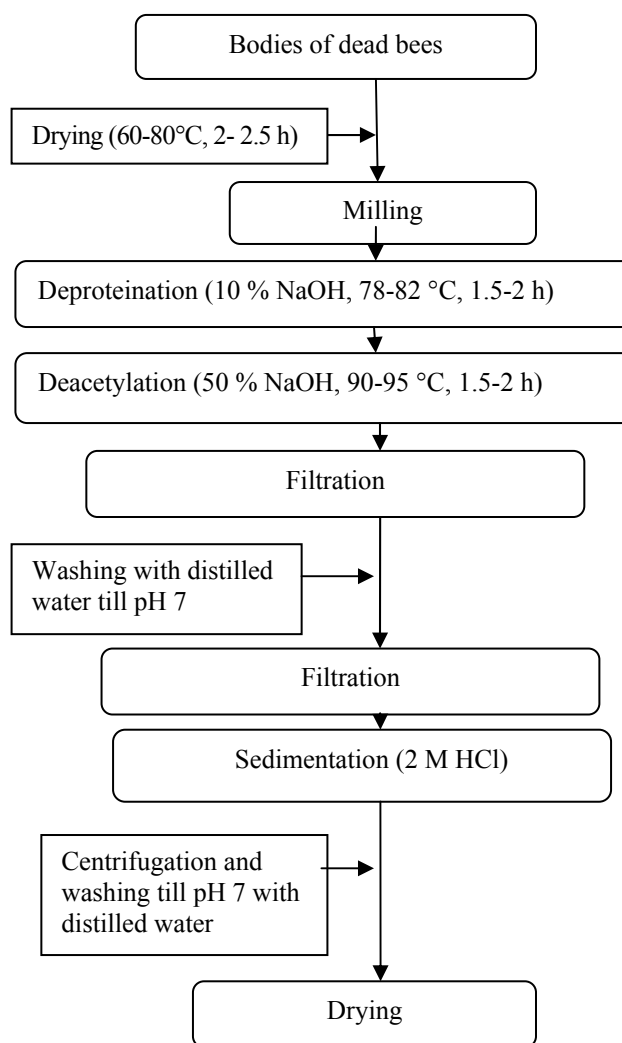 Bodies of dead bees
Drying (60-80°C, 2- 2.5 h)
Milling
Deproteination (10 % NaOH, 78-82 °C, 1.5-2 h)
Deacetylation (50 % NaOH, 90-95 °C, 1.5-2 h)
Filtration
Washing with distilled
water till pH 7
Filtration
Sedimentation (2 M HCl)
Centrifugation and
washing till pH 7 with
distilled water
Drying